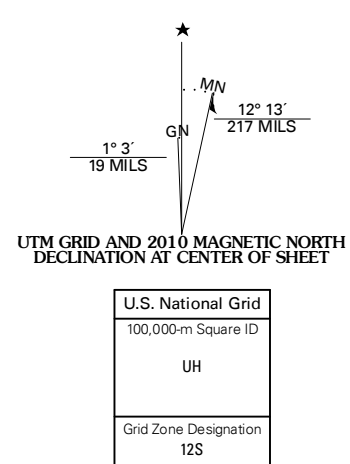 ★
MN
GN
12° 13´
217 MILS
1° 3´
19 MILS
UTM GRID AND 2010 MAGNETIC NORTH
DECLINATION AT CENTER OF SHEET
U.S. National Grid
100,000-m Square ID
UH
Grid Zone Designation
12S